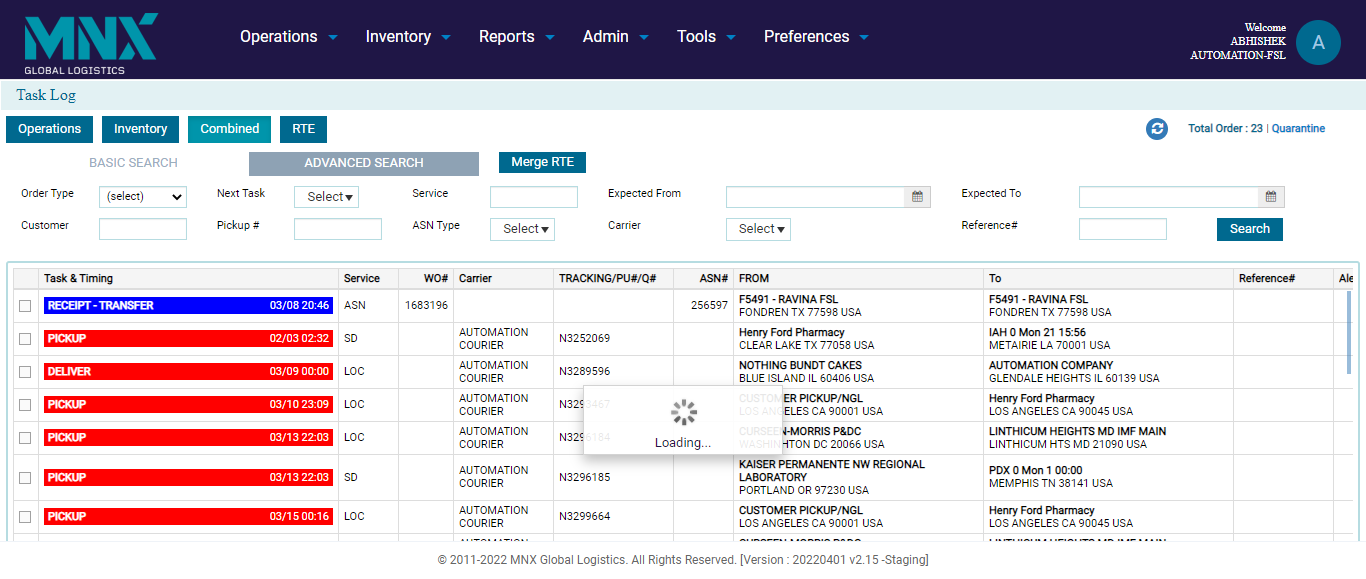 MNX
GLOBAL LOGISTICS
Operations Inventory Reports Admin Tools Preferences
Welcome
ABHISHEK
AUTOMATION-FSL
A
Task Log
Operations Inventory Combined RTE
Total Order : 23 | Quarantine
BASIC SEARCH ADVANCED SEARCH Merge RTE
Order Type (select) Next Task Select Service Expected From Expected To
Customer Pickup # ASN Type Select Carrier Select Reference# Search
Task & Timing Service WO# Carrier TRACKING/PU#/Q# ASN# FROM To Reference# Ale
RECEIPT - TRANSFER 03/08 20:46 ASN 1683196 256597 F5491 - RAVINA FSL F5491 - RAVINA FSL
FONDREN TX 77598 USA FONDREN TX 77598 USA
PICKUP 02/03 02:32 SD AUTOMATION COURIER N3252069 Henry Ford Pharmacy IAH 0 Mon 21 15:56
CLEAR LAKE TX 77058 USA METAIRIE LA 70001 USA
DELIVER 03/09 00:00 LOC AUTOMATION COURIER N3289596 NOTHING BUNDT CAKES AUTOMATION COMPANY
BLUE ISLAND IL 60406 USA GLENDALE HEIGHTS IL 60139 USA
PICKUP 03/10 23:09 LOC AUTOMATION COURIER N3293467 CUSTOMER PICKUP/NGL Henry Ford Pharmacy
LOS ANGELES CA 90001 USA LOS ANGELES CA 90045 USA
PICKUP 03/13 22:03 LOC AUTOMATION COURIER N3296184 CURSEEN-MORRIS P&DC LINTHICUM HEIGHTS MD IMF MAIN
WASHINHTON DC 20066 USA LINTHICUM HTS MD 21090 USA
Loading...
PICKUP 03/13 22:03 SD AUTOMATION COURIER N3296185 KAISER PERMANENTE NW REGIONAL LABORATORY PDX 0 Mon 1 00:00
PORTLAND OR 97230 USA MEMPHIS TN 38141 USA
PICKUP 03/15 00:16 LOC AUTOMATION COURIER N3299664 CUSTOMER PICKUP/NGL Henry Ford Pharmacy
LOS ANGELES CA 90001 USA LOS ANGELES CA 90045 USA
AUTOMATION CURSEEN-MORRIS P&DC LINTHICUM HEIGHTS MD IMF MAIN
© 2011-2022 MNX Global Logistics. All Rights Reserved. [Version : 20220401 v2.15 -Staging]